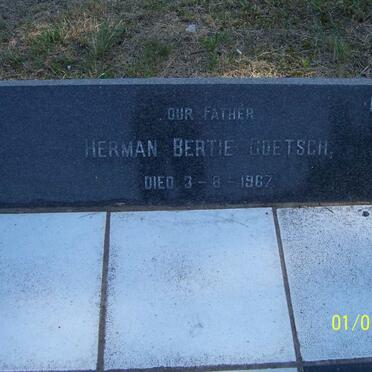 OUR FATHER
HERMAN BERTIE GOETSCH,
DIED 3-8-1967
01/0